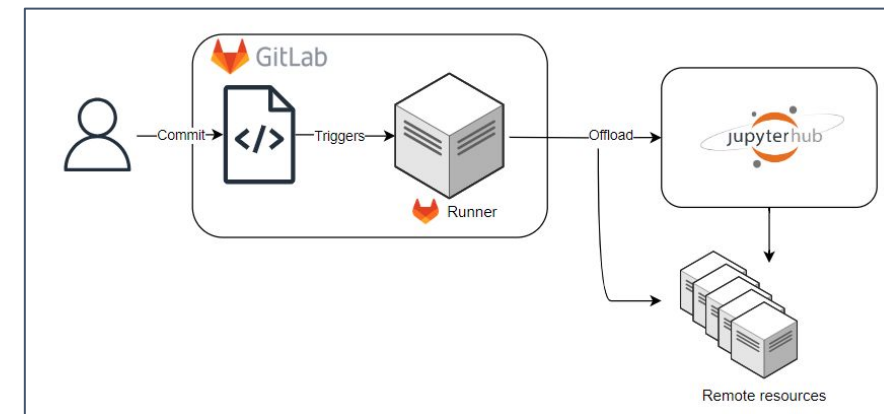 GitLab
Commit
</>
Triggers
Runner
Offload
jupyterhub
Remote resources